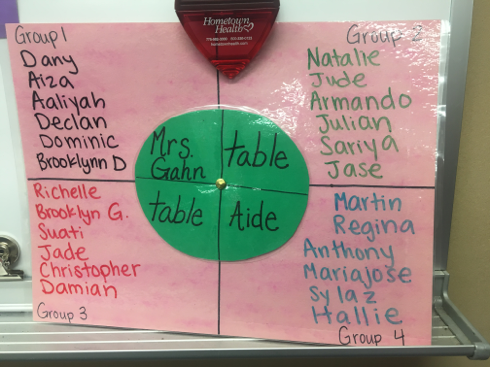 Hometown
Health
Group 1
Dany
Aiza
Aaliyah
Declan
Dominic
Brooklynn D
Group 2
Natalie
Jude
Armando
Julian
Sariya
Jase
Mrs.
Gahn
table
table
Aide
Richelle
Brooklyn G.
Suati
Jade
Christopher
Damian
Group 3
Martin
Regina
Anthony
Mariajose
Sylaz
Hallie
Group 4